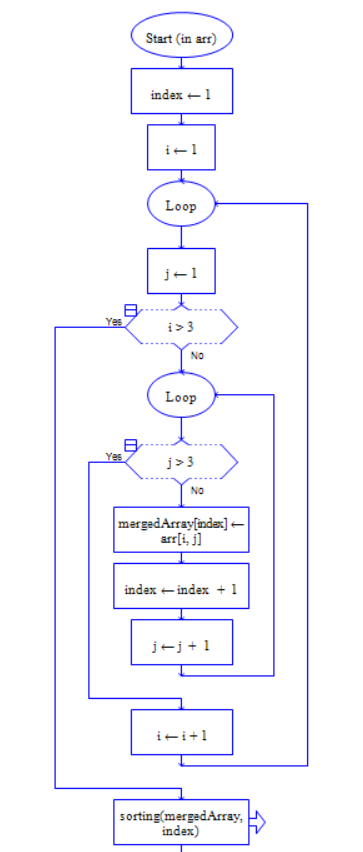 Start (in arr)
index ← 1
i ← 1
Loop
j ← 1
Yes
i > 3
No
Loop
Yes
j > 3
No
mergedArray[index] ←
arr[i, j]
index ← index + 1
j ← j + 1
i ← i + 1
sorting(mergedArray,
index)